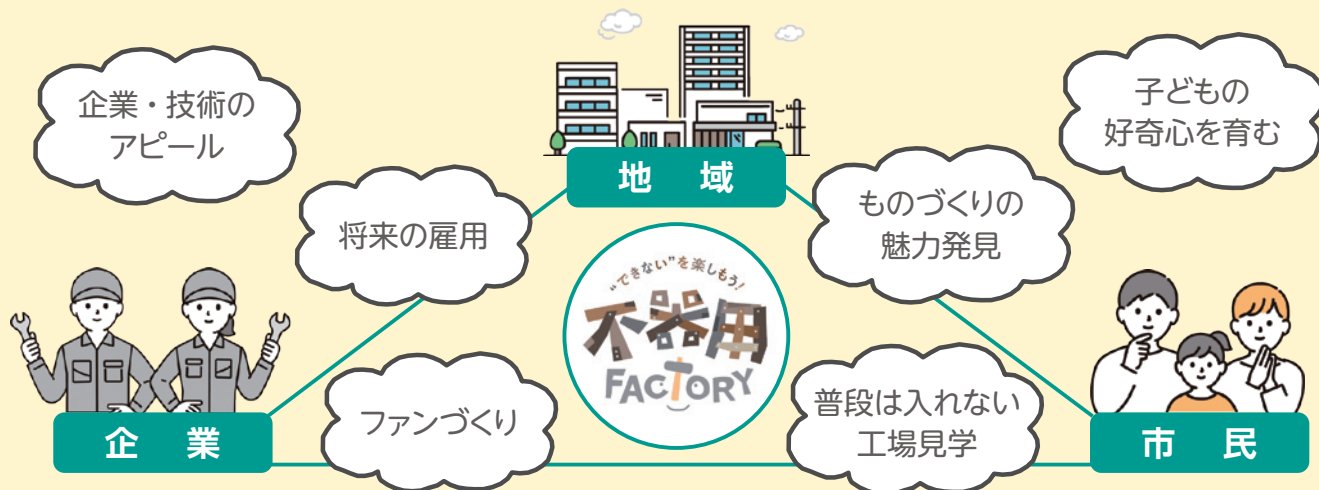 企業・技術の
アピール
子どもの
好奇心を育む
地 域
将来の雇用
ものづくりの
魅力発見
“できない”を楽しもう!
不器用
FACTORY
ファンづくり
普段は入れない
工場見学
企 業
市 民